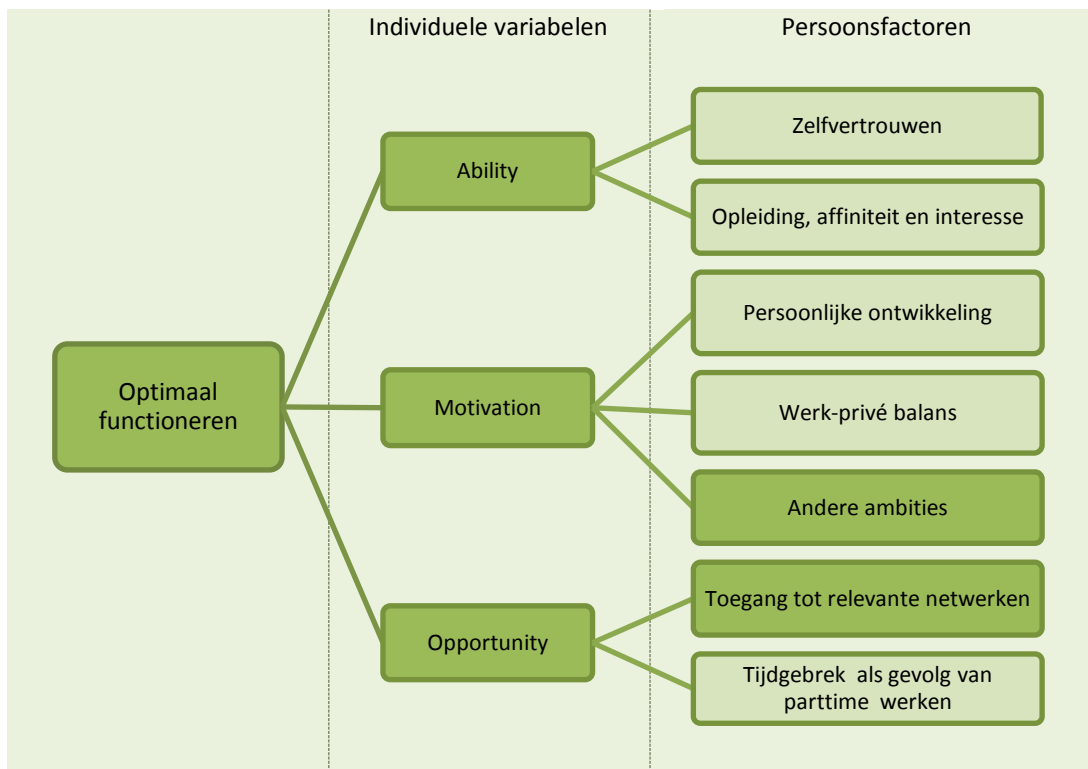 Individuele variabelen
Persoonsfactoren
Zelfvertrouwen
Ability
Opleiding, affiniteit en interesse
Persoonlijke ontwikkeling
Optimaal
functioneren
Motivation
Werk-privé balans
Andere ambities
Toegang tot relevante netwerken
Opportunity
Tijdgebrek als gevolg van
parttime werken